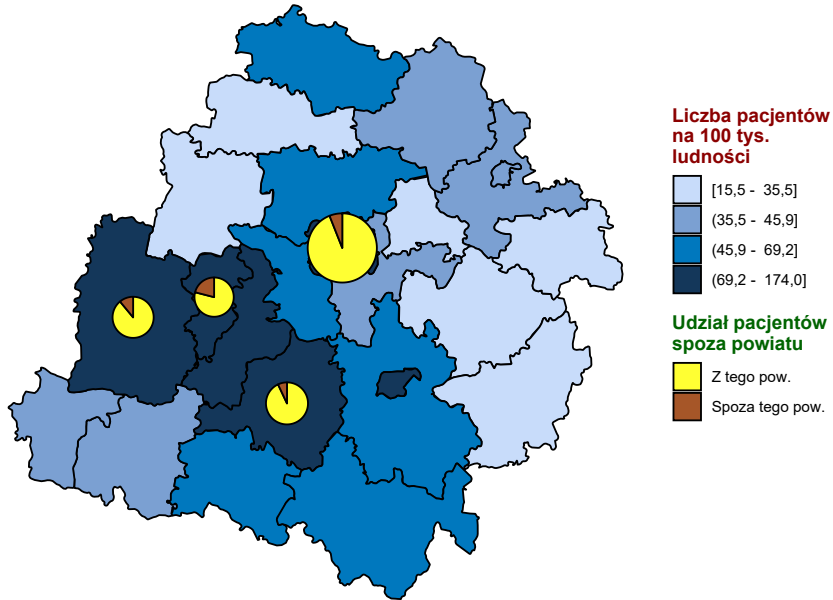 Liczba pacjentów
na 100 tys.
ludności
[15,5 - 35,5]
(35,5 - 45,9]
(45,9 - 69,2]
(69,2 - 174,0]
Udział pacjentów
spoza powiatu
Z tego pow.
Spoza tego pow.